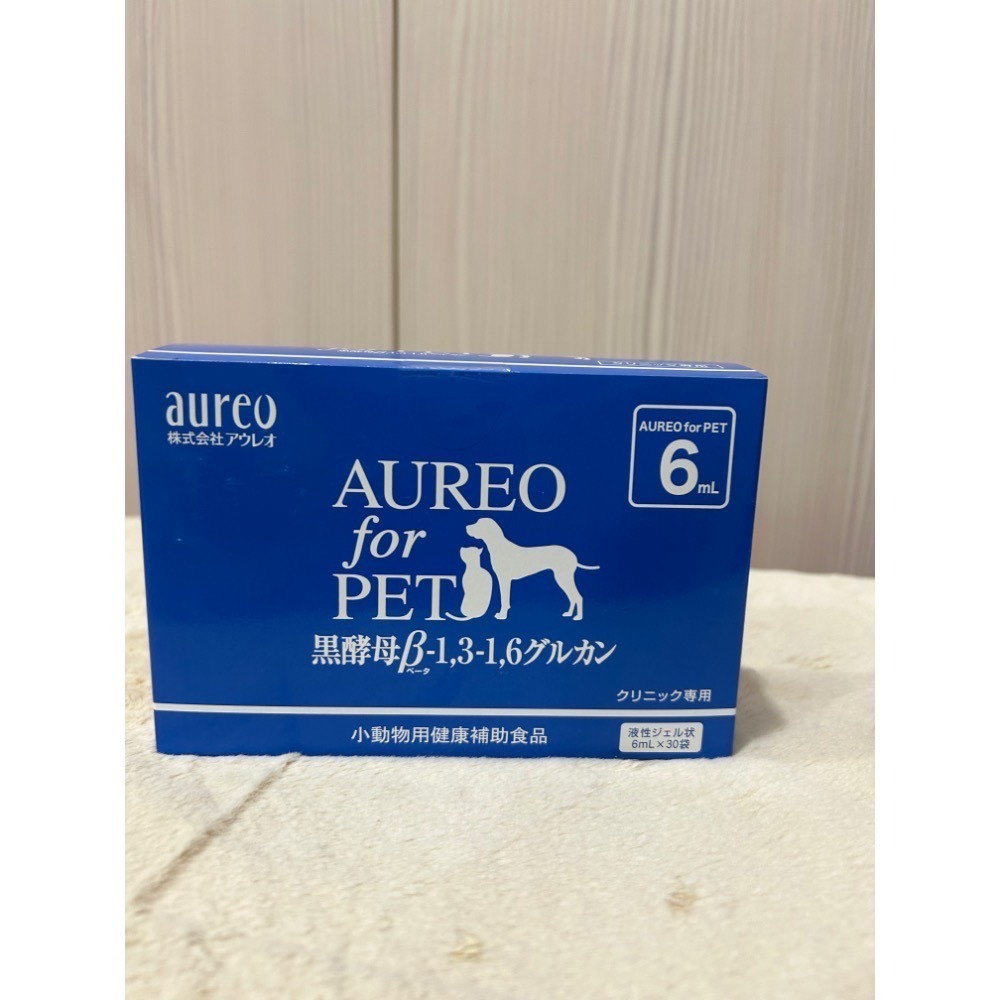 aureo
株式会社アウレオ
AUREO for PET
6mL
AUREO
for
PET
黒酵母β-1,3-1,6グルカン
ベータ
クリニック専用
小動物用健康補助食品
液性ジェル状
6mL×30袋